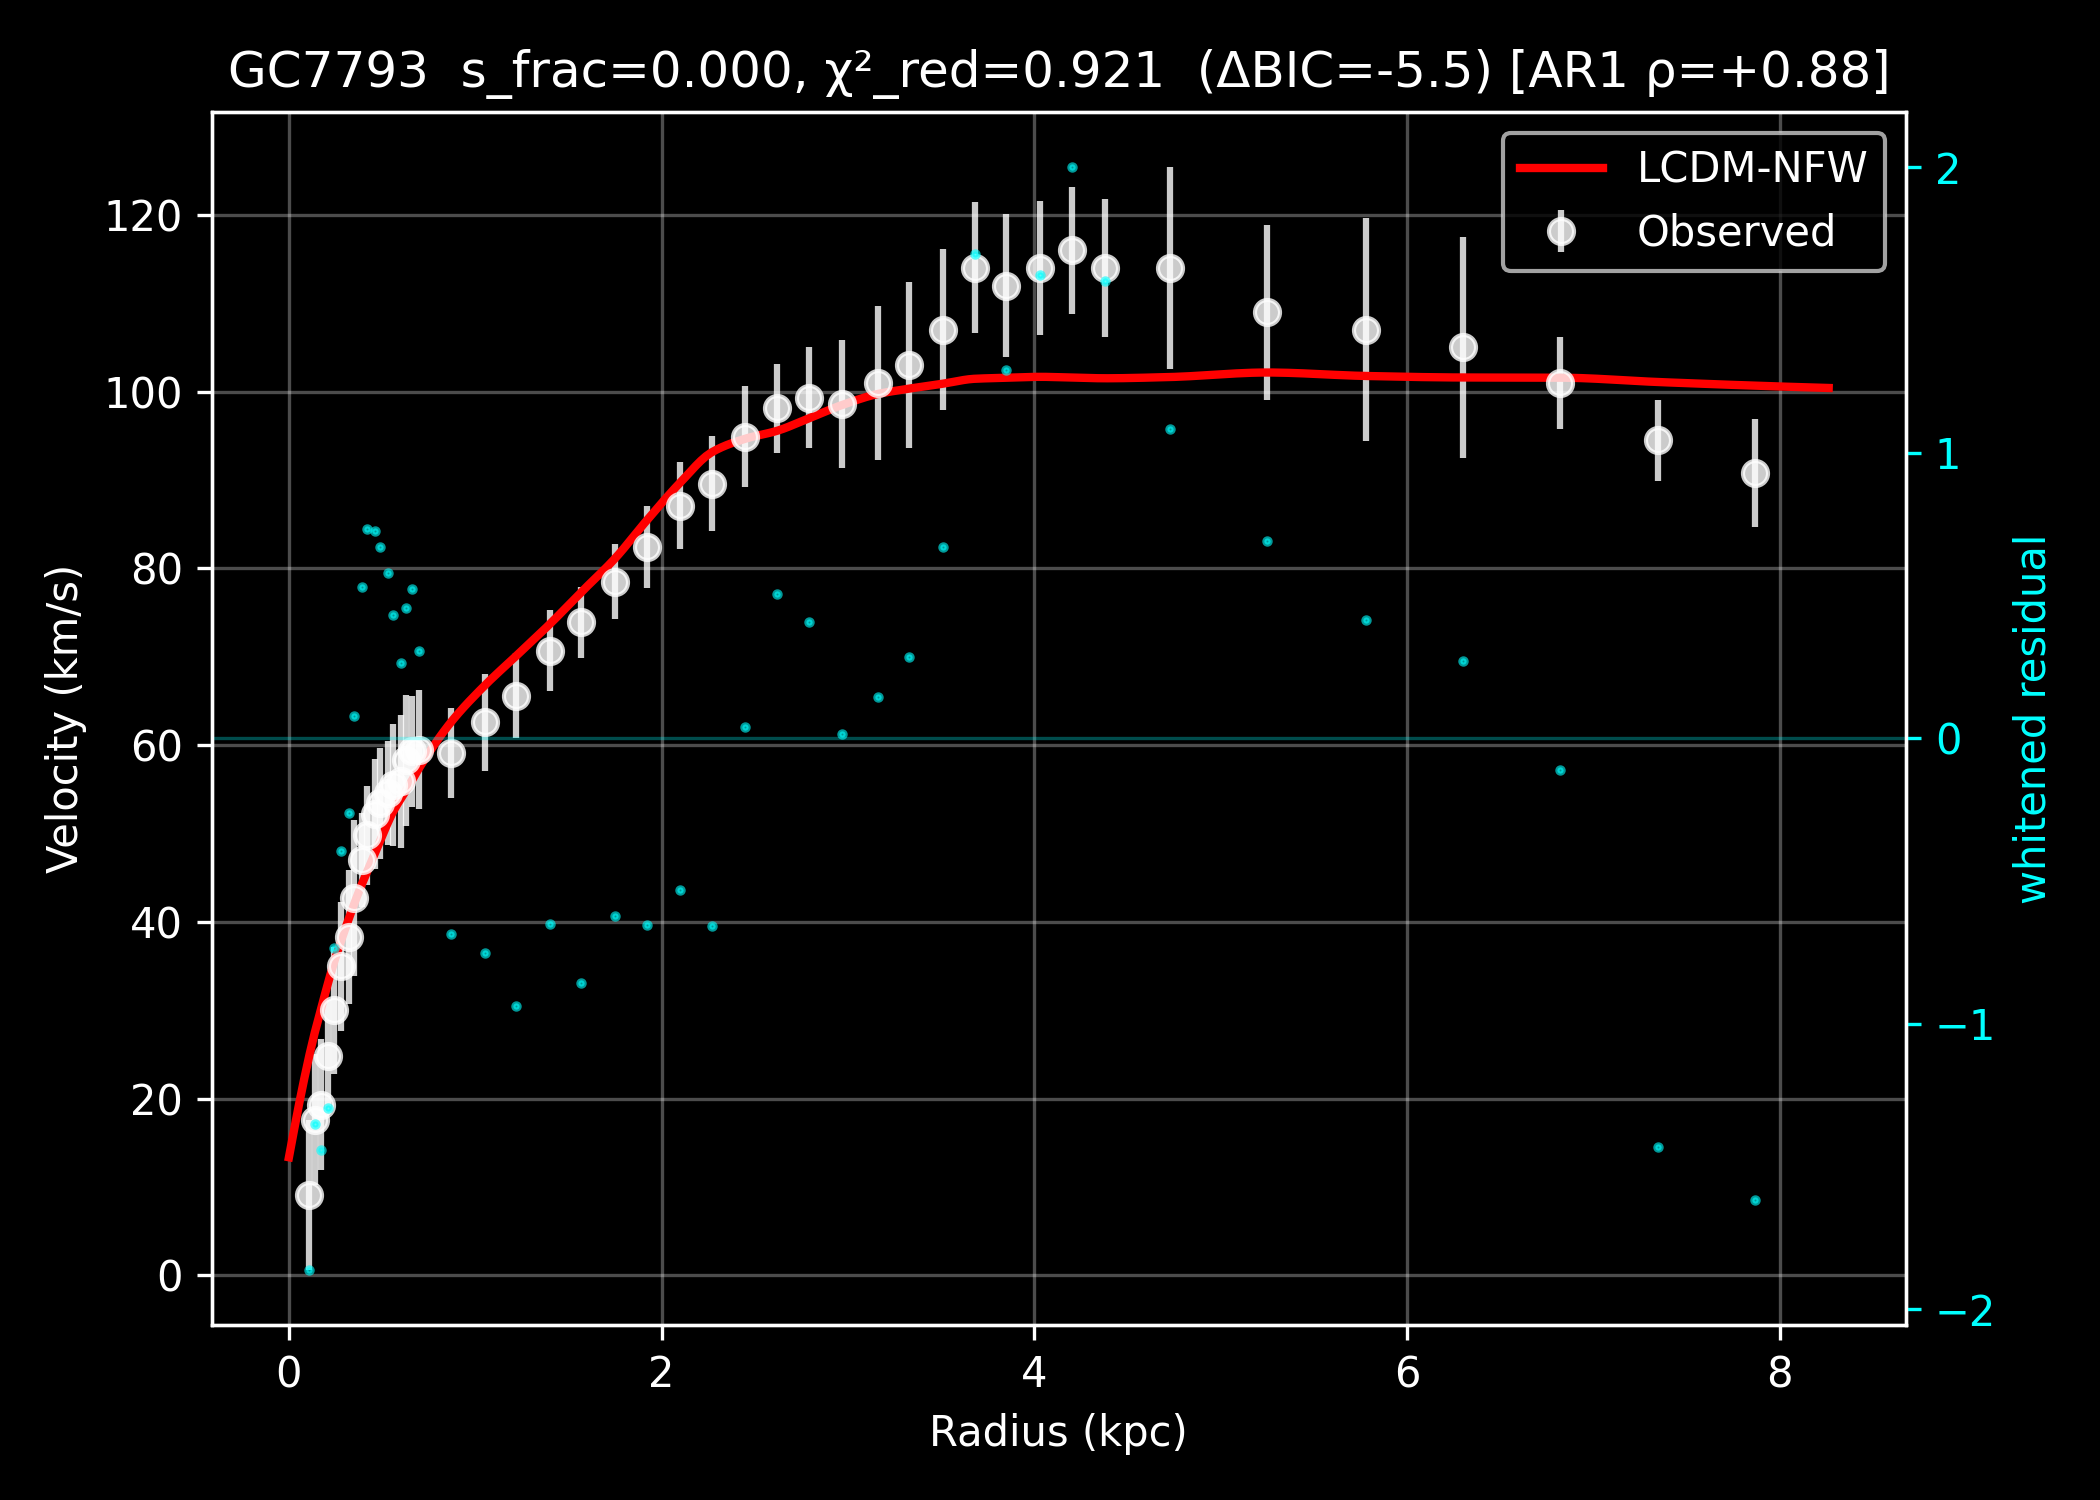 GC7793 s_frac=0.000, χ²_red=0.921 (ΔBIC=-5.5) [AR1 ρ=+0.88]
LCDM-NFW
Observed
Velocity (km/s)
120
100
80
60
40
20
0
2
1
0
−1
−2
whitened residual
0 2 4 6 8
Radius (kpc)